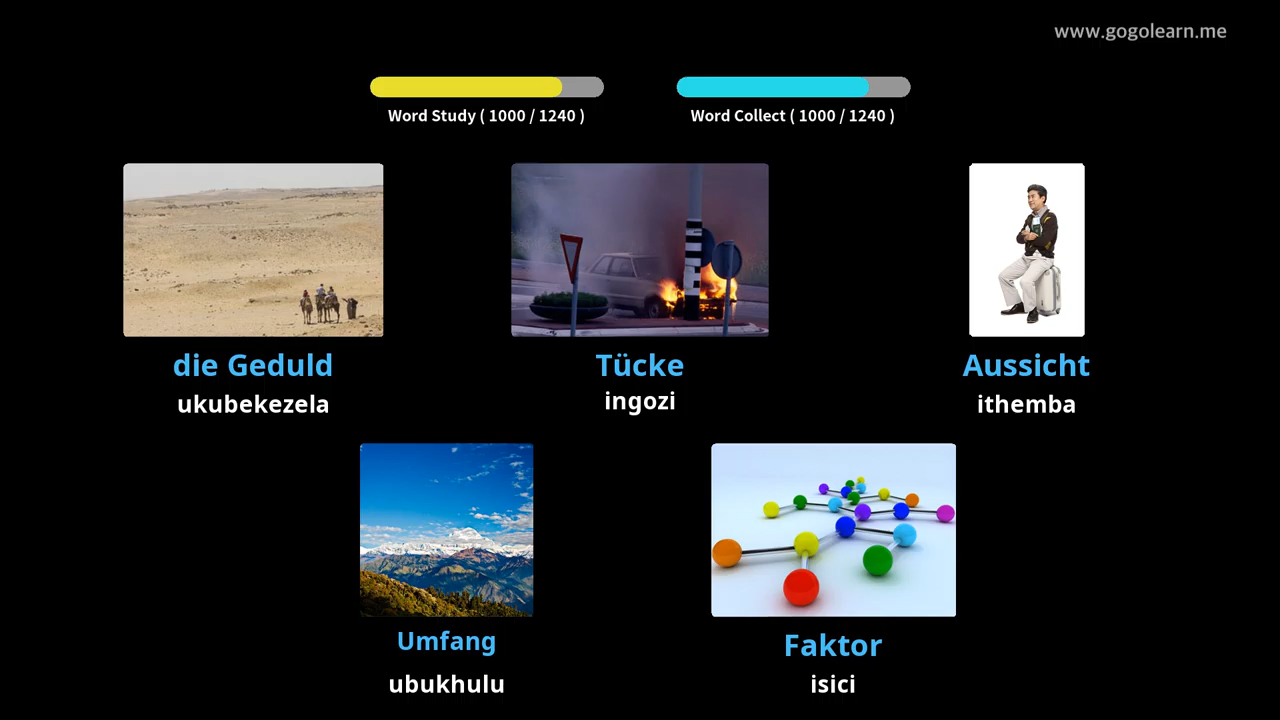 www.gogolearn.me
Word Study ( 1000 / 1240 )
Word Collect ( 1000 / 1240 )
die Geduld
ukubekezela
Tücke
ingozi
Aussicht
ithemba
Umfang
ubukhulu
Faktor
isici